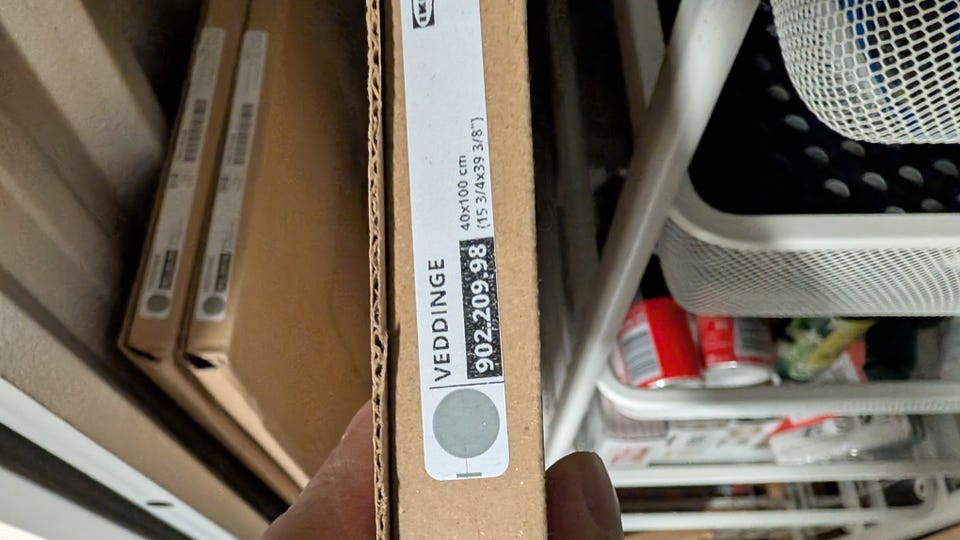 VEDDINGE
902.209.98
40x100 cm
(15 3/4x39 3/8")